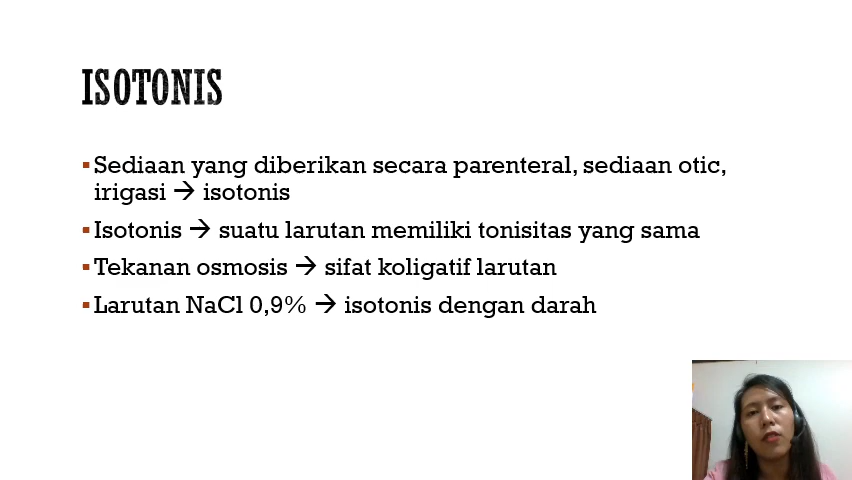 ISOTONIS
▪Sediaan yang diberikan secara parenteral, sediaan otic,
irigasi → isotonis
▪Isotonis → suatu larutan memiliki tonisitas yang sama
▪Tekanan osmosis → sifat koligatif larutan
▪Larutan NaCl 0,9% → isotonis dengan darah